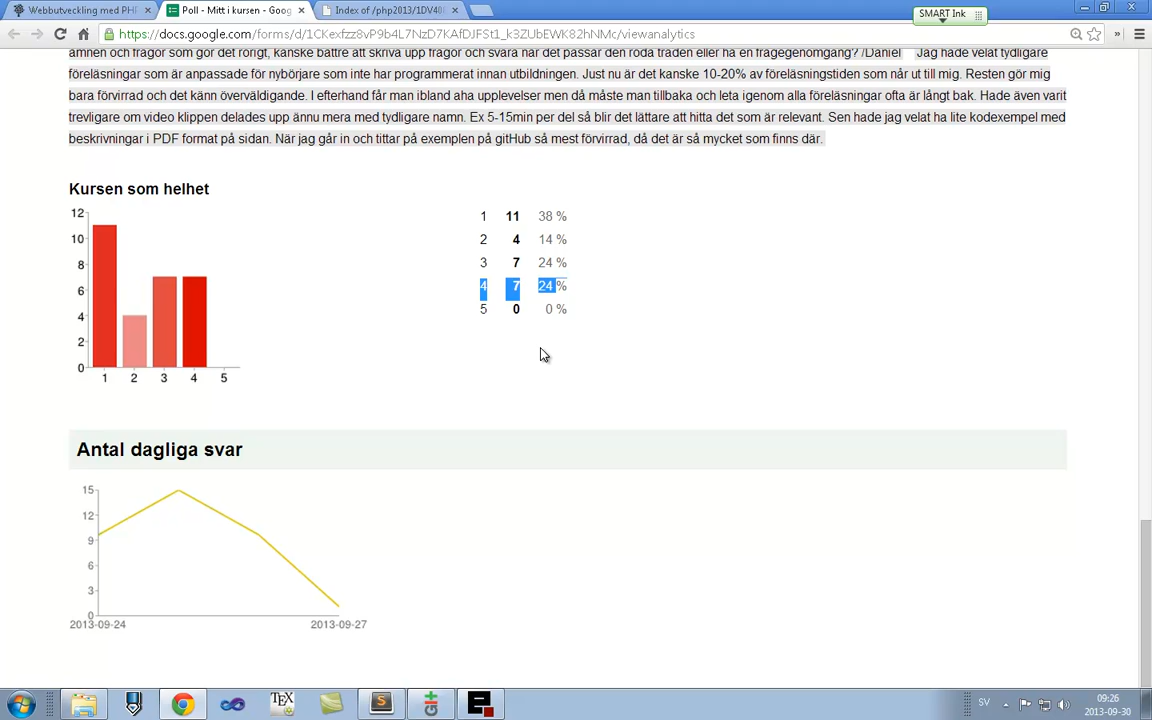 Webbutveckling med PH
Poll - Mitt i kursen - Goog
Index of /php2013/1DV40
SMART Ink
https://docs.google.com/forms/d/1CKexfzz8vP9b4L7NzD7KAfDJFSt1_k3ZUbEWK82hNMc/viewanalytics
ämnen och frågor som gör det rörigt, kanske bättre att skriva upp frågor och svara när det passar den röda tråden eller ha en frågegenomgång? /Daniel Jag hade velat tydligare
föreläsningar som är anpassade för nybörjare som inte har programmerat innan utbildningen. Just nu är det kanske 10-20% av föreläsningstiden som når ut till mig. Resten gör mig
bara förvirrad och det känn överväldigande. I efterhand får man ibland aha upplevelser men då måste man tillbaka och leta igenom alla föreläsningar ofta är långt bak. Hade även varit
trevligare om video klippen delades upp ännu mera med tydligare namn. Ex 5-15min per del så blir det lättare att hitta det som är relevant. Sen hade jag velat ha lite kodexempel med
beskrivningar i PDF format på sidan. När jag går in och tittar på exemplen på gitHub så mest förvirrad, då det är så mycket som finns där.
Kursen som helhet
12
10
8
6
4
2
0
1 2 3 4 5
1 11 38 %
2 4 14 %
3 7 24 %
4 7 24 %
5 0 0 %
Antal dagliga svar
15
12
9
6
3
0
2013-09-24 2013-09-27
TEX
SV
09:26
2013-09-30